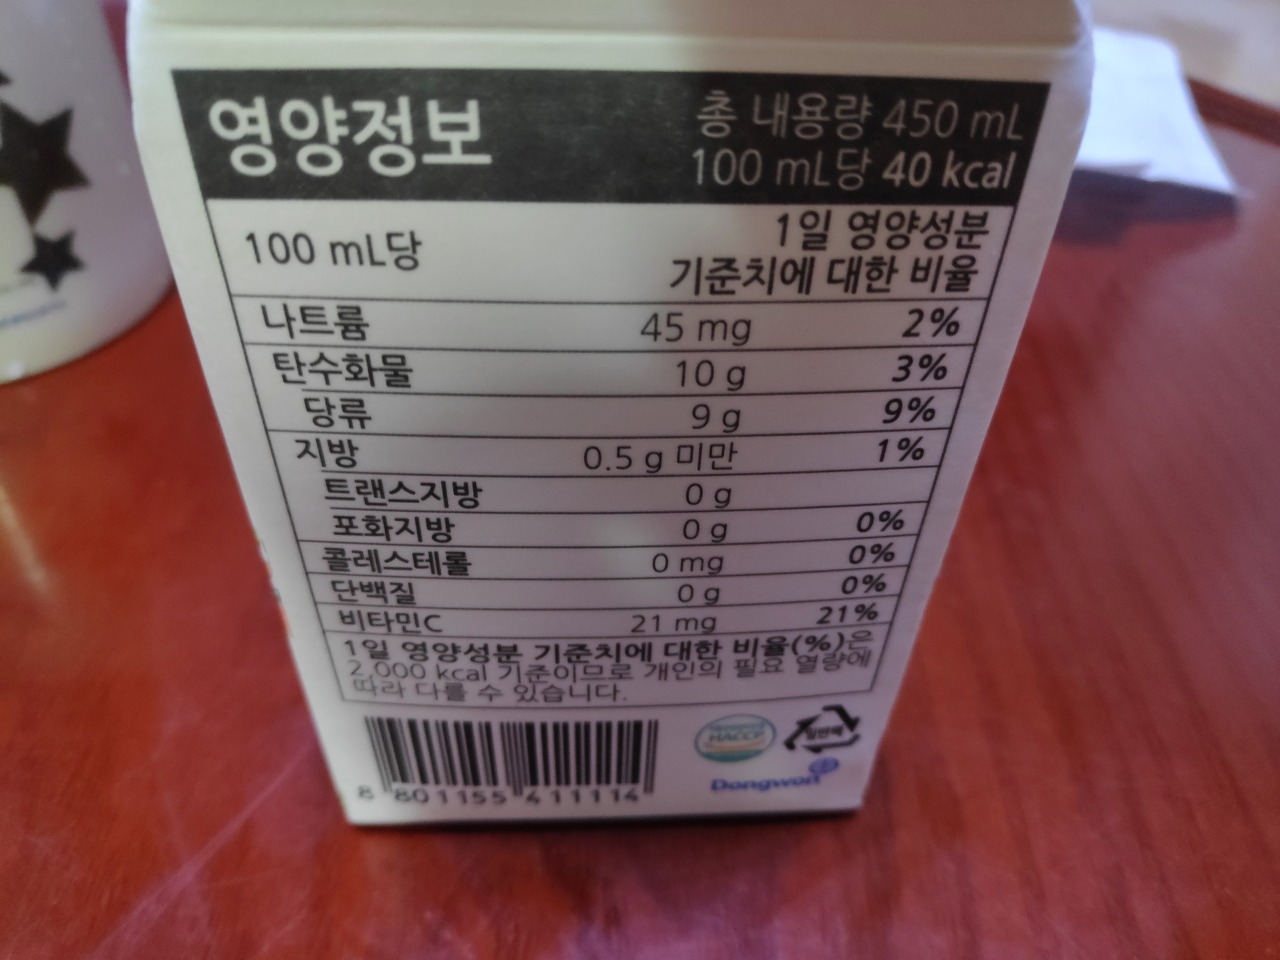 영양정보
총 내용량 450 mL
100 mL당 40 kcal
100 mL당
1일 영양성분
기준치에 대한 비율
나트륨 45 mg 2%
탄수화물 10 g 3%
당류 9 g 9%
지방 0.5 g 미만 1%
트랜스지방 0 g
포화지방 0 g 0%
콜레스테롤 0 mg 0%
단백질 0 g 0%
비타민C 21 mg 21%
1일 영양성분 기준치에 대한 비율(%)은
2,000 kcal 기준이므로 개인의 필요 열량에
따라 다를 수 있습니다.
8 801155 411114
HACCP
Dongwon